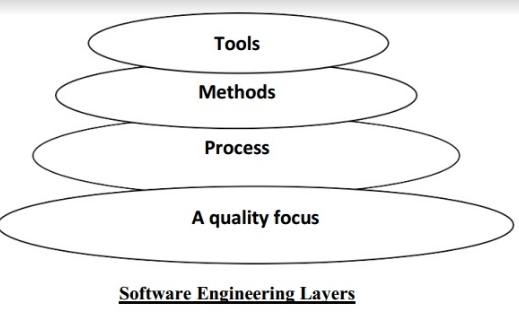 Tools
Methods
Process
A quality focus
Software Engineering Layers